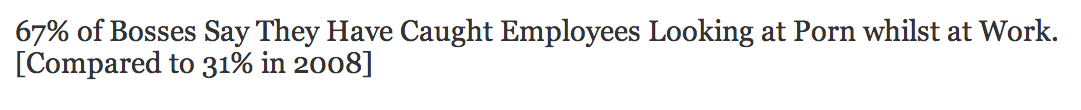 67% of Bosses Say They Have Caught Employees Looking at Porn whilst at Work.
[Compared to 31% in 2008]